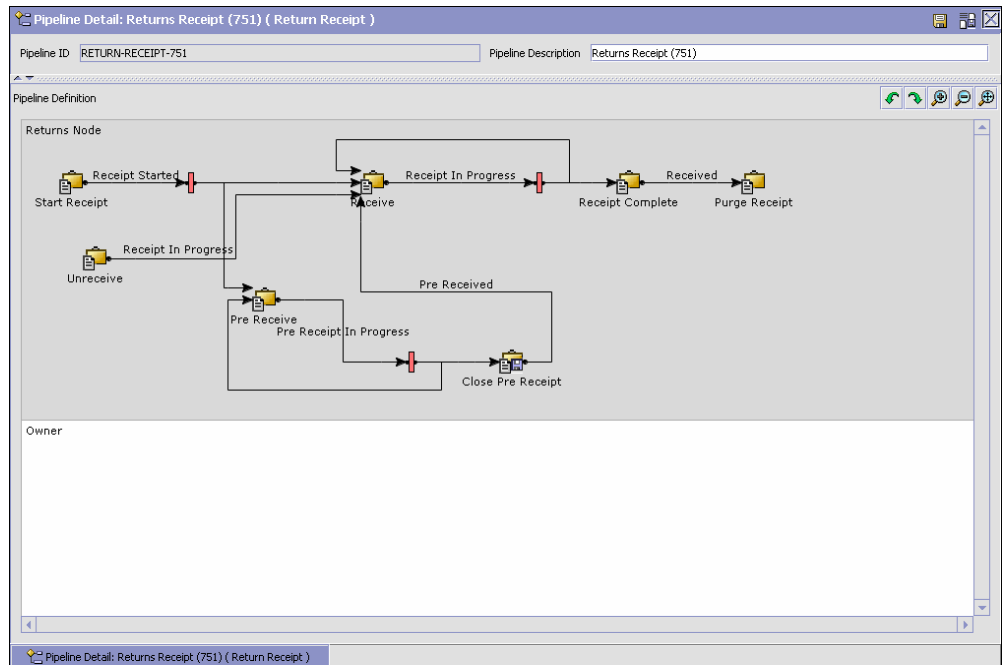 Pipeline Detail: Returns Receipt (751) ( Return Receipt )
Pipeline ID RETURN-RECEIPT-751 Pipeline Description Returns Receipt (751)
Pipeline Definition
Returns Node
Receipt Started Receipt In Progress Received
Start Receipt Receive Receipt Complete Purge Receipt
Receipt In Progress
Unreceive
Pre Received
Pre Receive
Pre Receipt In Progress
Close Pre Receipt
Owner
Pipeline Detail: Returns Receipt (751) ( Return Receipt )